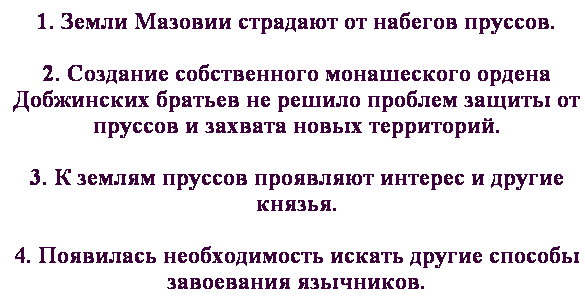 1. Земли Мазовии страдают от набегов пруссов.
2. Создание собственного монашеского ордена
Добжинских братьев не решило проблем защиты от
пруссов и захвата новых территорий.
3. К землям пруссов проявляют интерес и другие
князья.
4. Появилась необходимость искать другие способы
завоевания язычников.